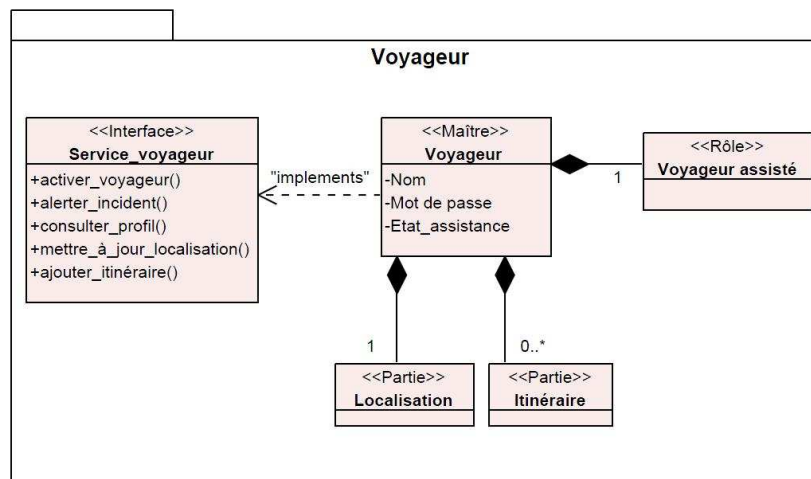 Voyageur
<<Interface>>
Service_voyageur
+activer_voyageur()
+alerter_incident()
+consulter_profil()
+mettre_à_jour_localisation()
+ajouter_itinéraire()
"implements"
<<Maître>>
Voyageur
-Nom
-Mot de passe
-Etat_assistance
1
<<Rôle>>
Voyageur assisté
1
0..*
<<Partie>>
Localisation
<<Partie>>
Itinéraire